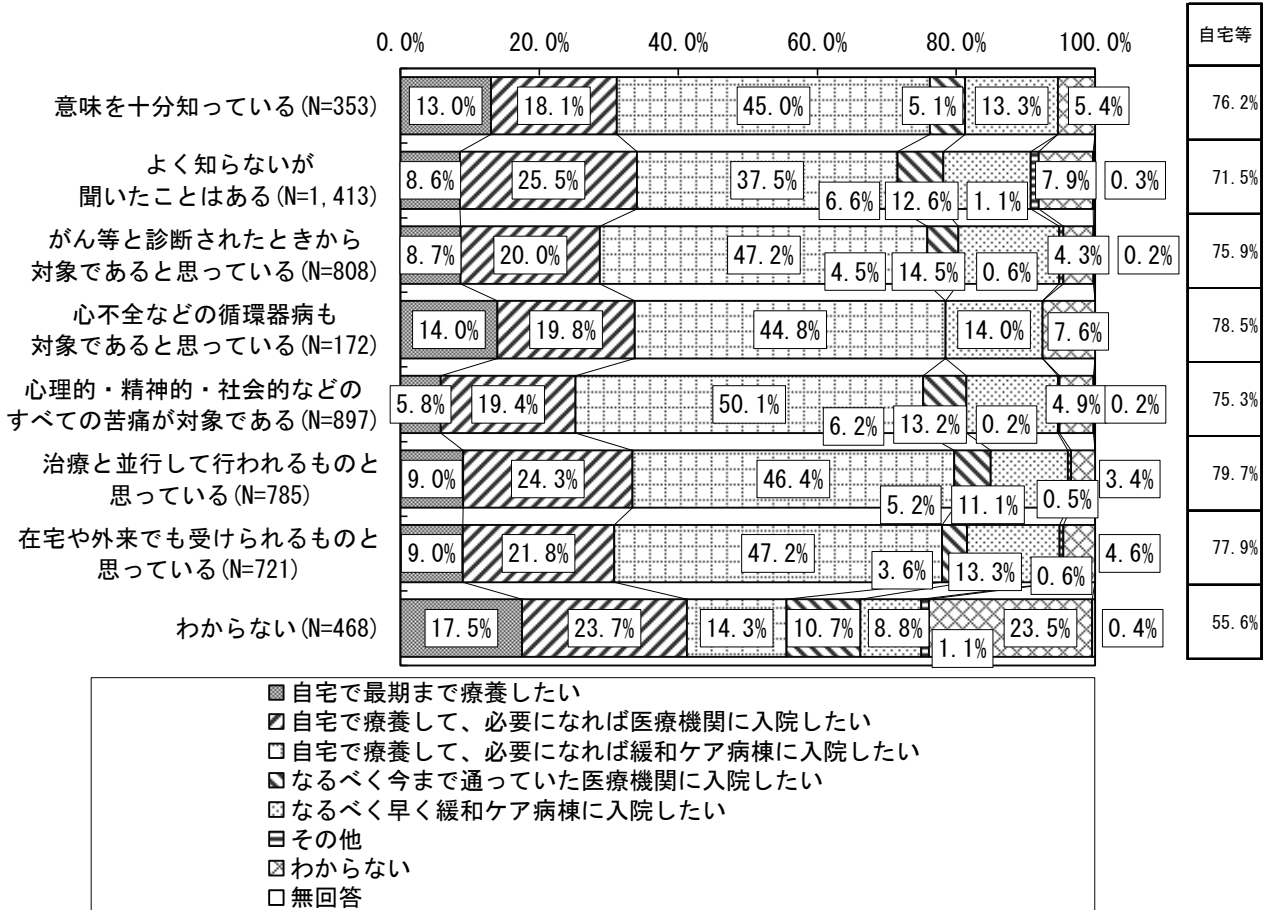 0.0% 20.0% 40.0% 60.0% 80.0% 100.0% 自宅等
意味を十分知っている(N=353) 13.0% 18.1% 45.0% 5.1% 13.3% 5.4% 76.2%
よく知らないが
聞いたことはある(N=1,413) 8.6% 25.5% 37.5% 6.6% 12.6% 1.1% 7.9% 0.3% 71.5%
がん等と診断されたときから
対象であると思っている(N=808) 8.7% 20.0% 47.2% 4.5% 14.5% 0.6% 4.3% 0.2% 75.9%
心不全などの循環器病も
対象であると思っている(N=172) 14.0% 19.8% 44.8% 14.0% 7.6% 78.5%
心理的・精神的・社会的などの
すべての苦痛が対象である(N=897) 5.8% 19.4% 50.1% 6.2% 13.2% 0.2% 4.9% 0.2% 75.3%
治療と並行して行われるものと
思っている(N=785) 9.0% 24.3% 46.4% 5.2% 11.1% 0.5% 3.4% 79.7%
在宅や外来でも受けられるものと
思っている(N=721) 9.0% 21.8% 47.2% 3.6% 13.3% 0.6% 4.6% 77.9%
わからない(N=468) 17.5% 23.7% 14.3% 10.7% 8.8% 1.1% 23.5% 0.4% 55.6%
自宅で最期まで療養したい
自宅で療養して、必要になれば医療機関に入院したい
自宅で療養して、必要になれば緩和ケア病棟に入院したい
なるべく今まで通っていた医療機関に入院したい
なるべく早く緩和ケア病棟に入院したい
その他
わからない
無回答